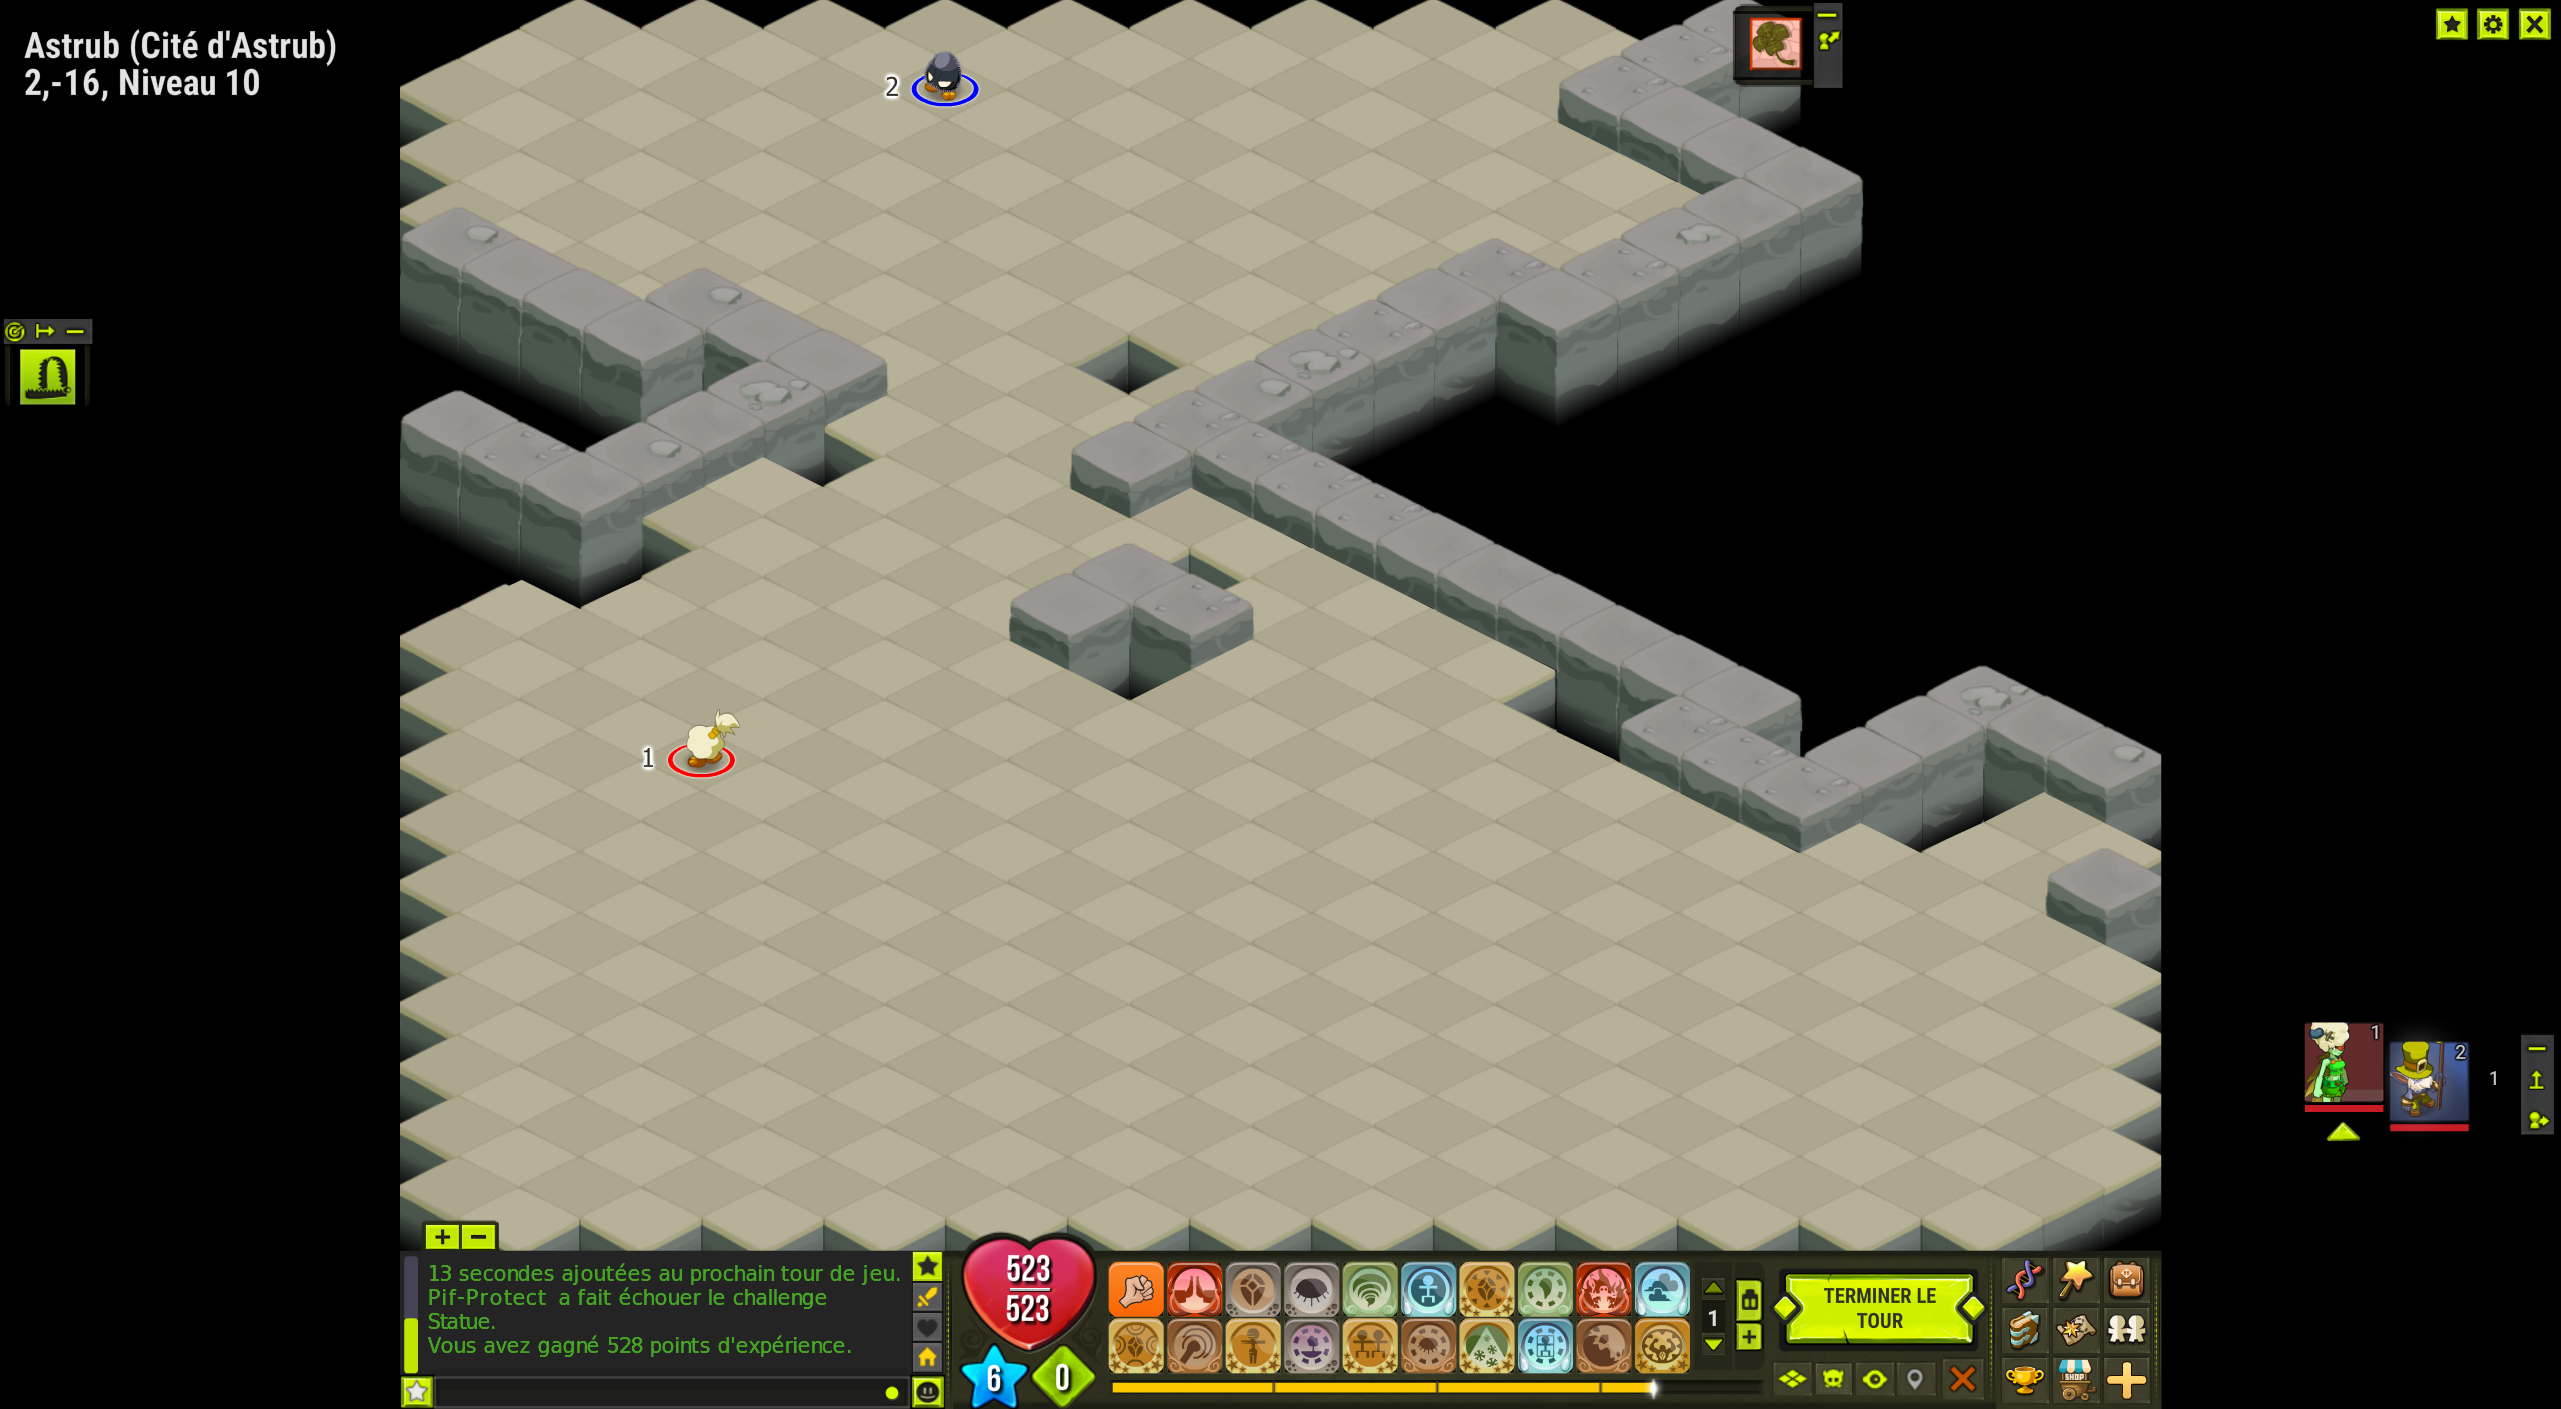 Astrub (Cité d'Astrub)
2,-16, Niveau 10
2
1
1
2
1
13 secondes ajoutées au prochain tour de jeu.
Pif-Protect a fait échouer le challenge
Statue.
Vous avez gagné 528 points d'expérience.
523
523
6
0
1
TERMINER LE
TOUR
SHOP